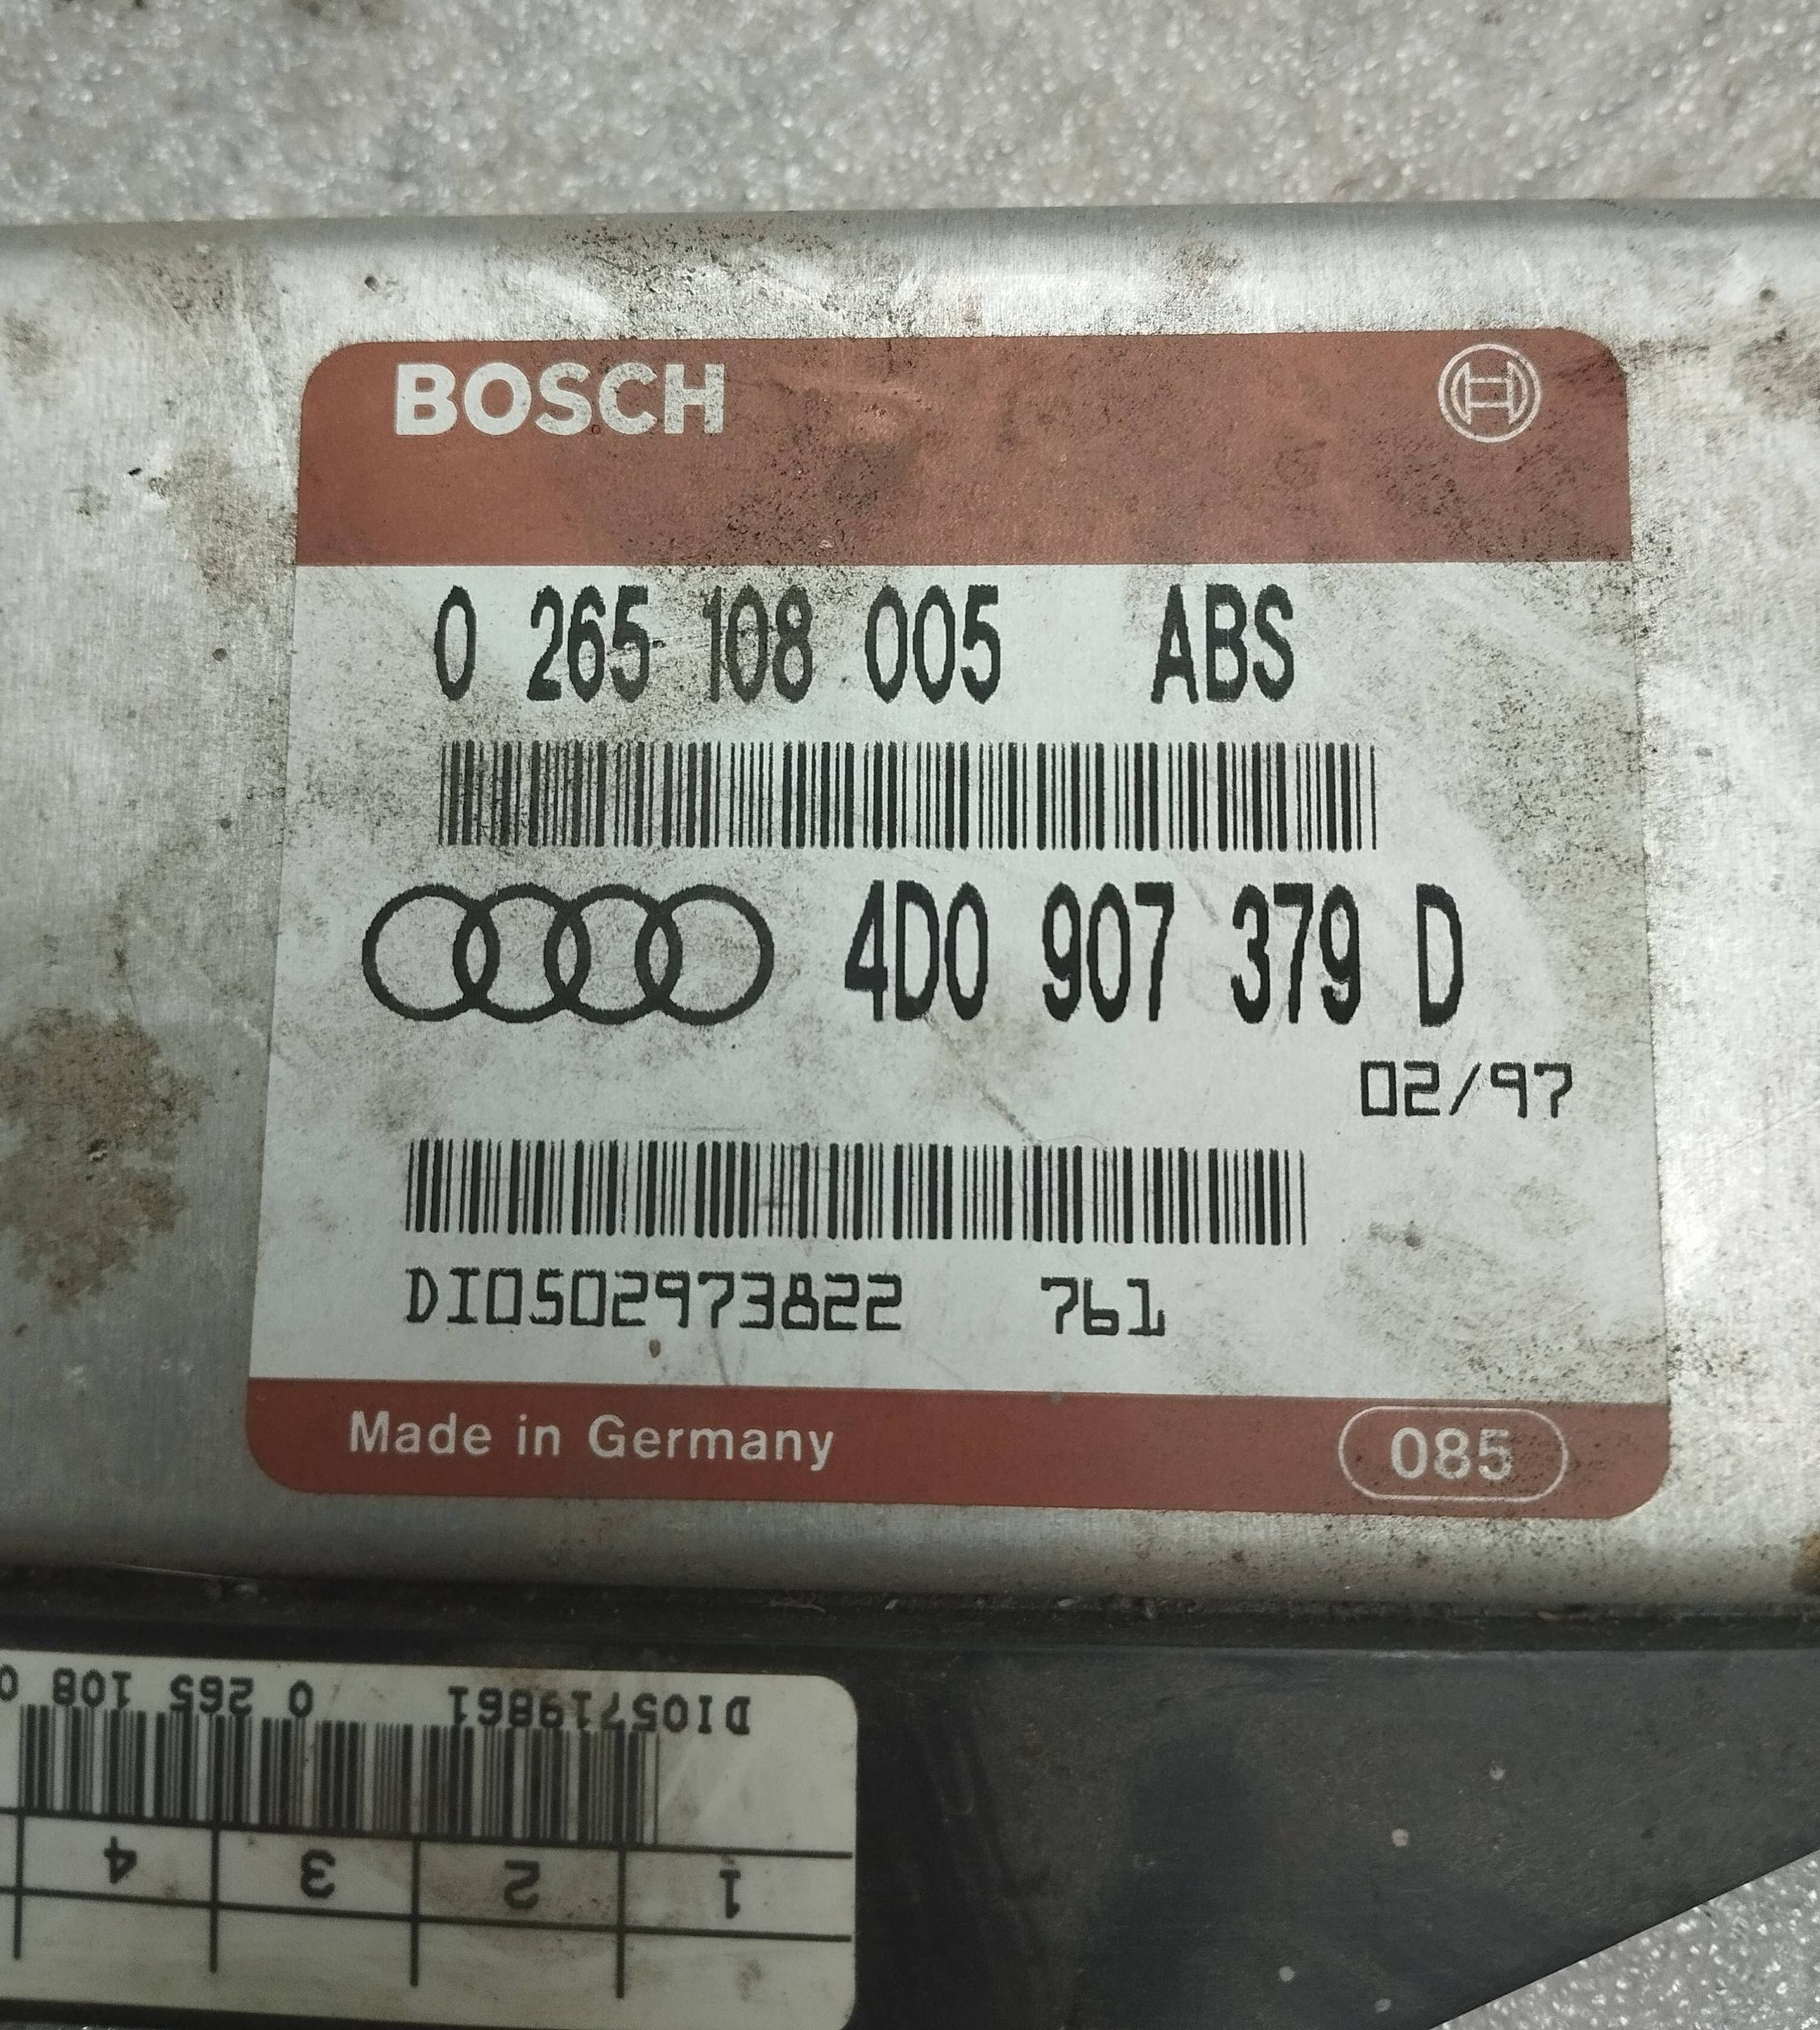 BOSCH
0 265 108 005 ABS
4D0 907 379 D
02/97
DI0502973822 761
Made in Germany
085
DI05719861 0 265 108 0
1 2 3 4